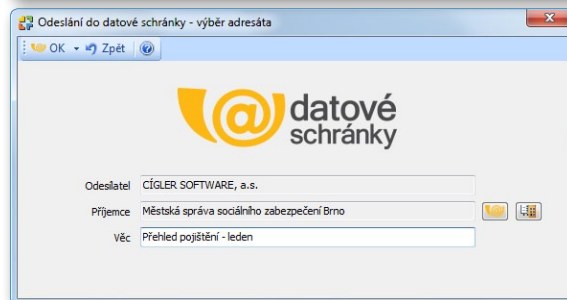 Odeslání do datové schránky - výběr adresáta
OK Zpět
datové
schránky
Odesílatel CÍGLER SOFTWARE, a.s.
Příjemce Městská správa sociálního zabezpečení Brno
Věc Přehled pojištění - leden